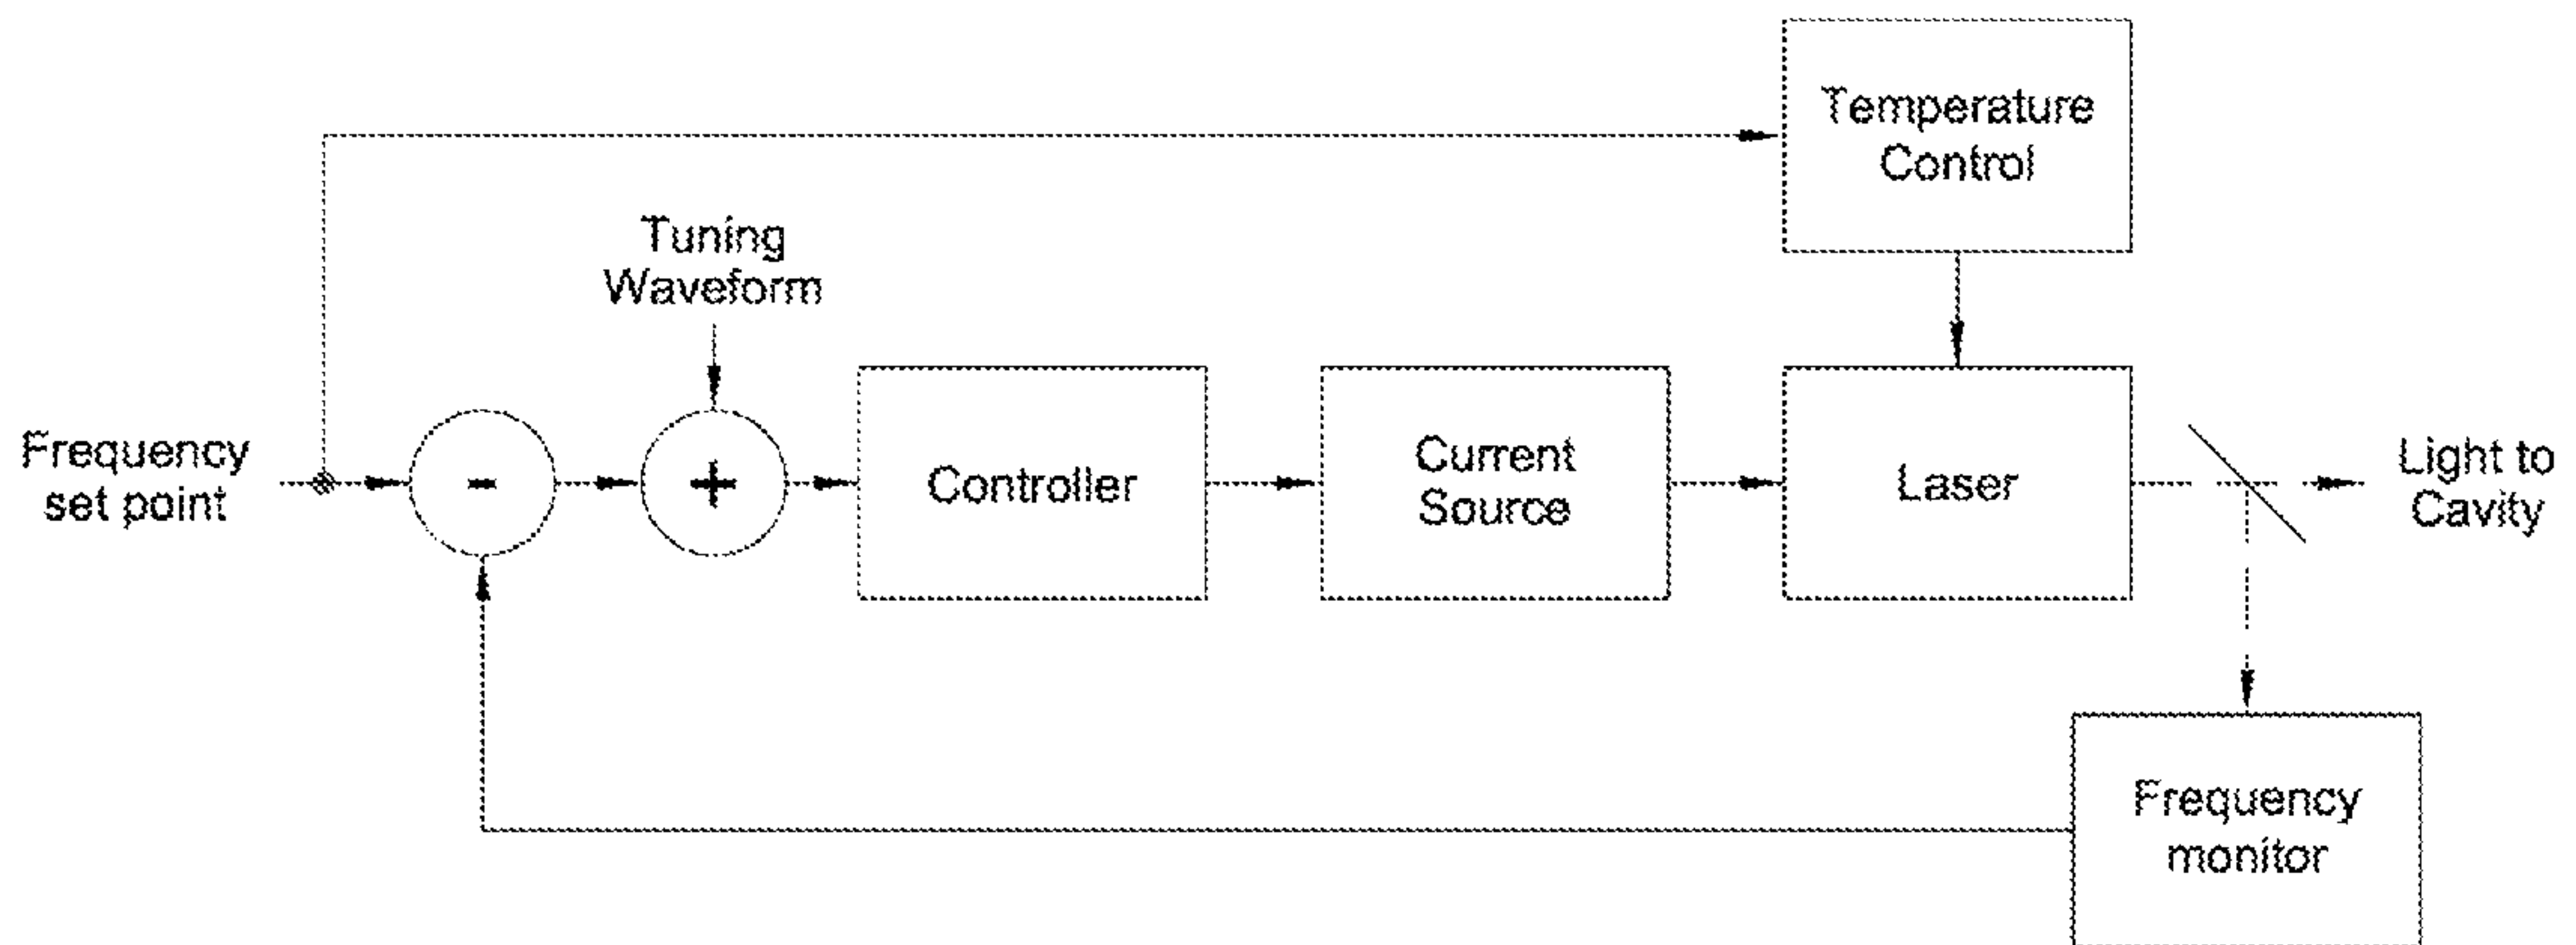 Temperature
Control
Tuning
Waveform
Frequency
set point
-
+
Controller
Current
Source
Laser
Light to
Cavity
Frequency
monitor